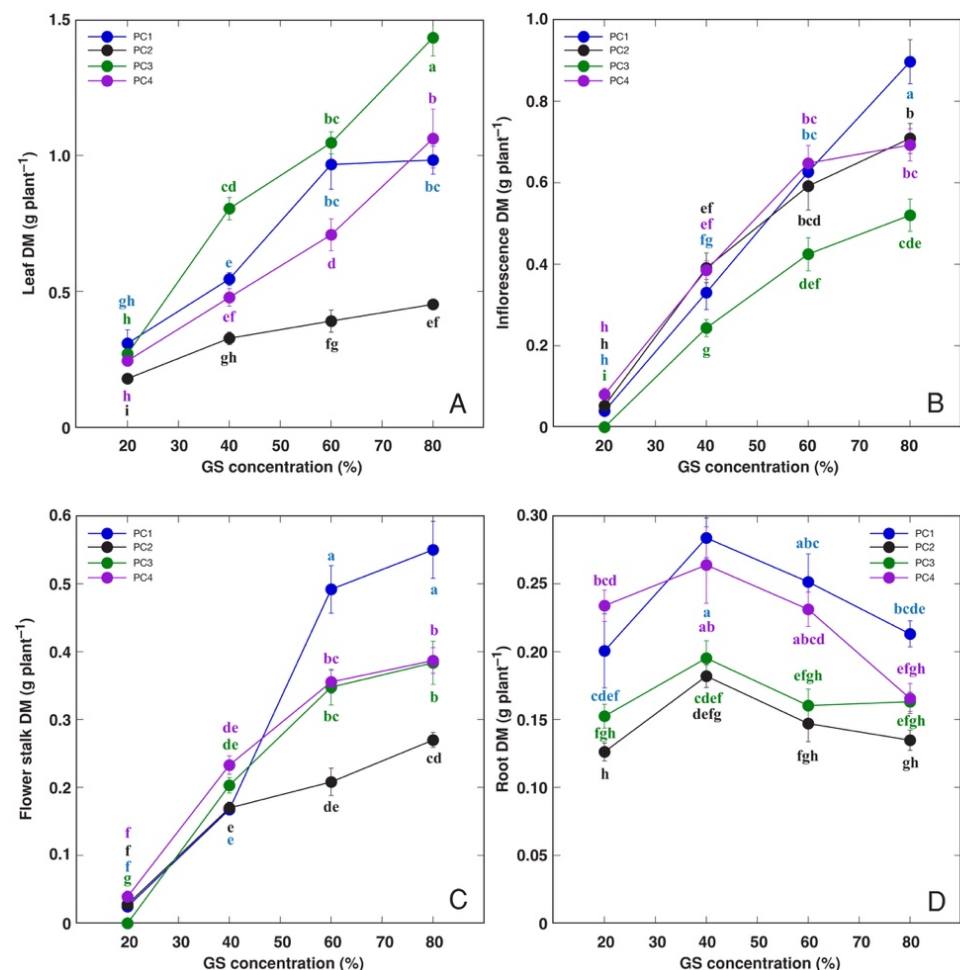 1.5
1.0
0.5
0
Leaf DM (g plant⁻¹)
PC1
PC2
PC3
PC4
gh
h
h
i
cd
e
ef
gh
bc
bc
d
fg
a
b
bc
ef
A
20 30 40 50 60 70 80
GS concentration (%)
1.0
0.8
0.6
0.4
0.2
0
Inflorescence DM (g plant⁻¹)
PC1
PC2
PC3
PC4
h
h
h
i
ef
ef
fg
g
bc
bc
bcd
def
a
b
bc
cde
B
20 30 40 50 60 70 80
GS concentration (%)
0.6
0.5
0.4
0.3
0.2
0.1
0
Flower stalk DM (g plant⁻¹)
PC1
PC2
PC3
PC4
f
f
f
g
de
de
e
e
a
bc
bc
de
a
b
b
cd
C
20 30 40 50 60 70 80
GS concentration (%)
0.30
0.25
0.20
0.15
0.10
0.05
0
Root DM (g plant⁻¹)
PC1
PC2
PC3
PC4
bcd
cdef
fgh
h
a
ab
cdef
defg
abc
abcd
efgh
fgh
bcde
efgh
efgh
gh
D
20 30 40 50 60 70 80
GS concentration (%)